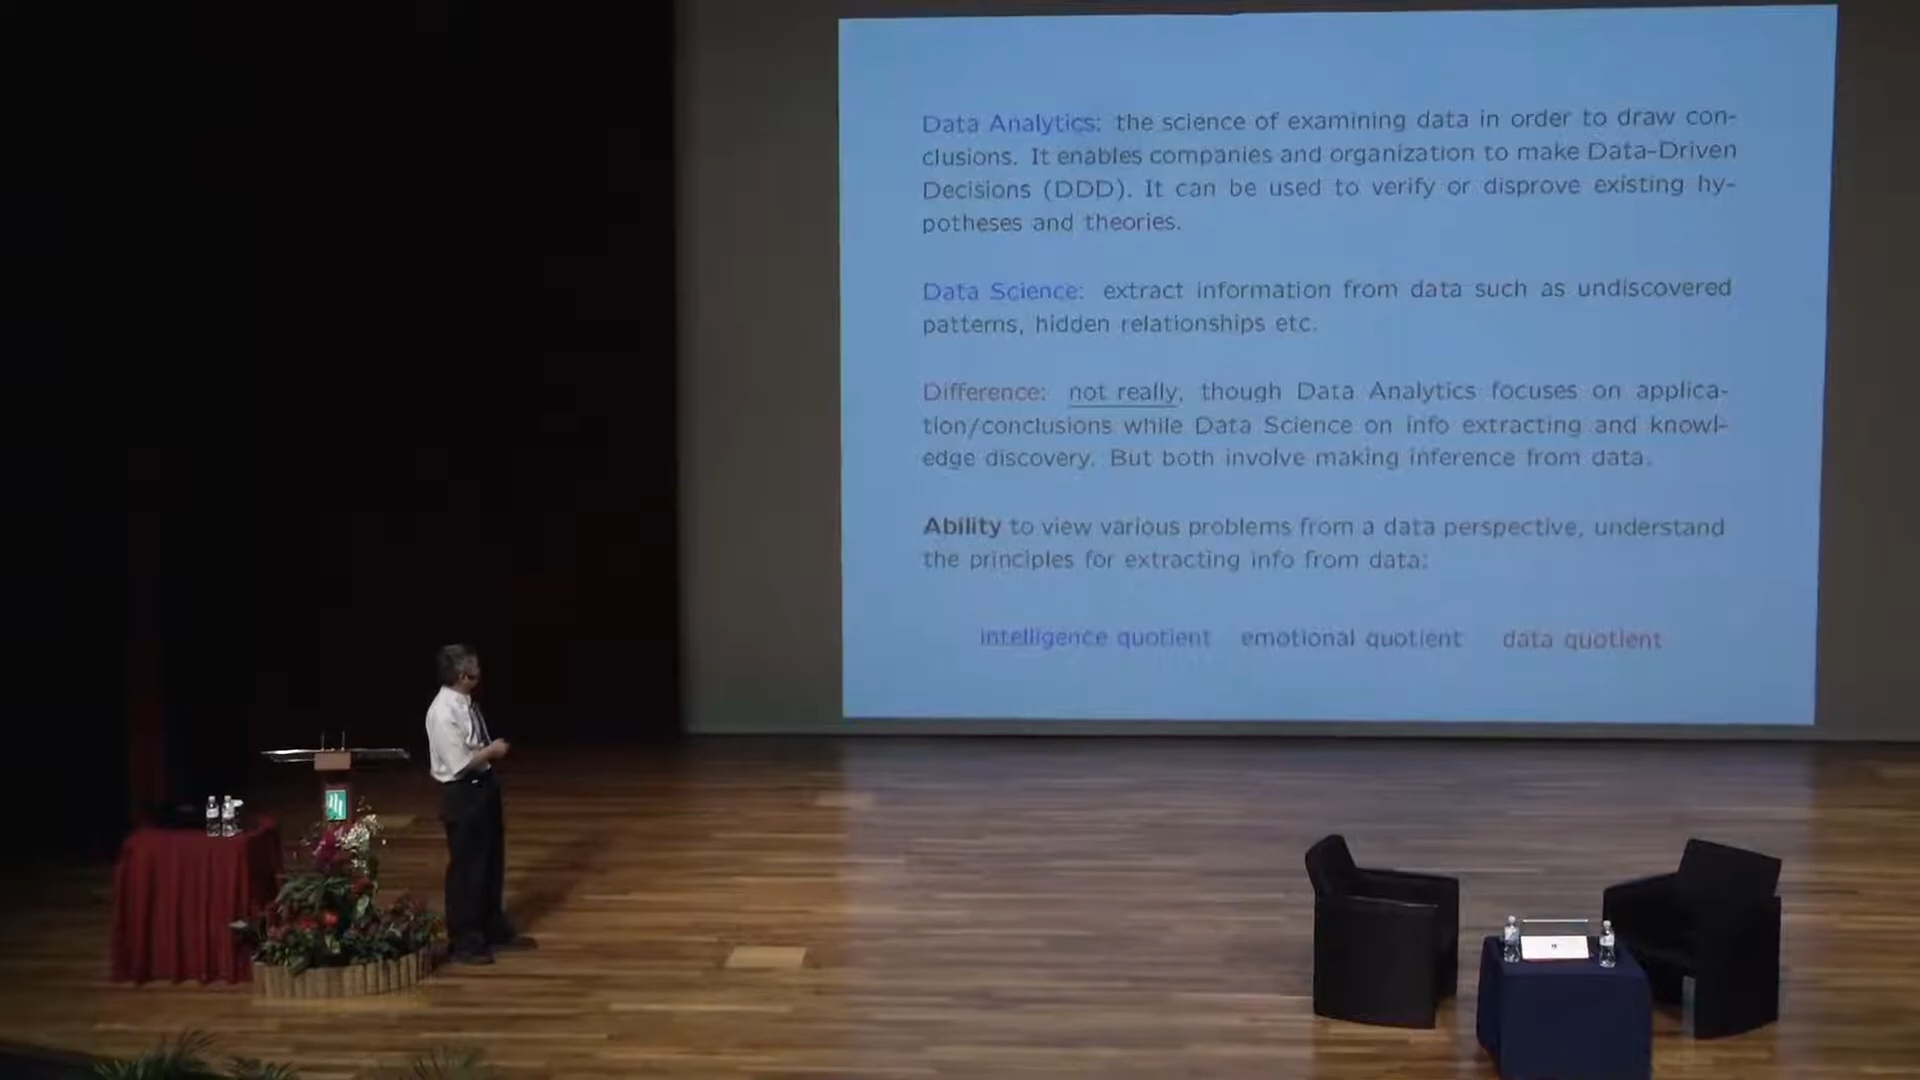 Data Analytics: the science of examining data in order to draw con-
clusions. It enables companies and organization to make Data-Driven
Decisions (DDD). It can be used to verify or disprove existing hy-
potheses and theories.
Data Science: extract information from data such as undiscovered
patterns, hidden relationships etc.
Difference: not really, though Data Analytics focuses on applica-
tion/conclusions while Data Science on info extracting and knowl-
edge discovery. But both involve making inference from data.
Ability to view various problems from a data perspective, understand
the principles for extracting info from data:
intelligence quotient emotional quotient data quotient